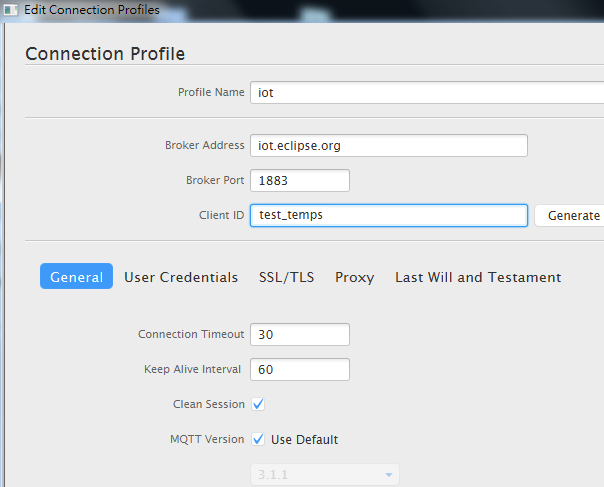 Edit Connection Profiles
Connection Profile
Profile Name iot
Broker Address iot.eclipse.org
Broker Port 1883
Client ID test_temps Generate
General User Credentials SSL/TLS Proxy Last Will and Testament
Connection Timeout 30
Keep Alive Interval 60
Clean Session
MQTT Version Use Default
3.1.1